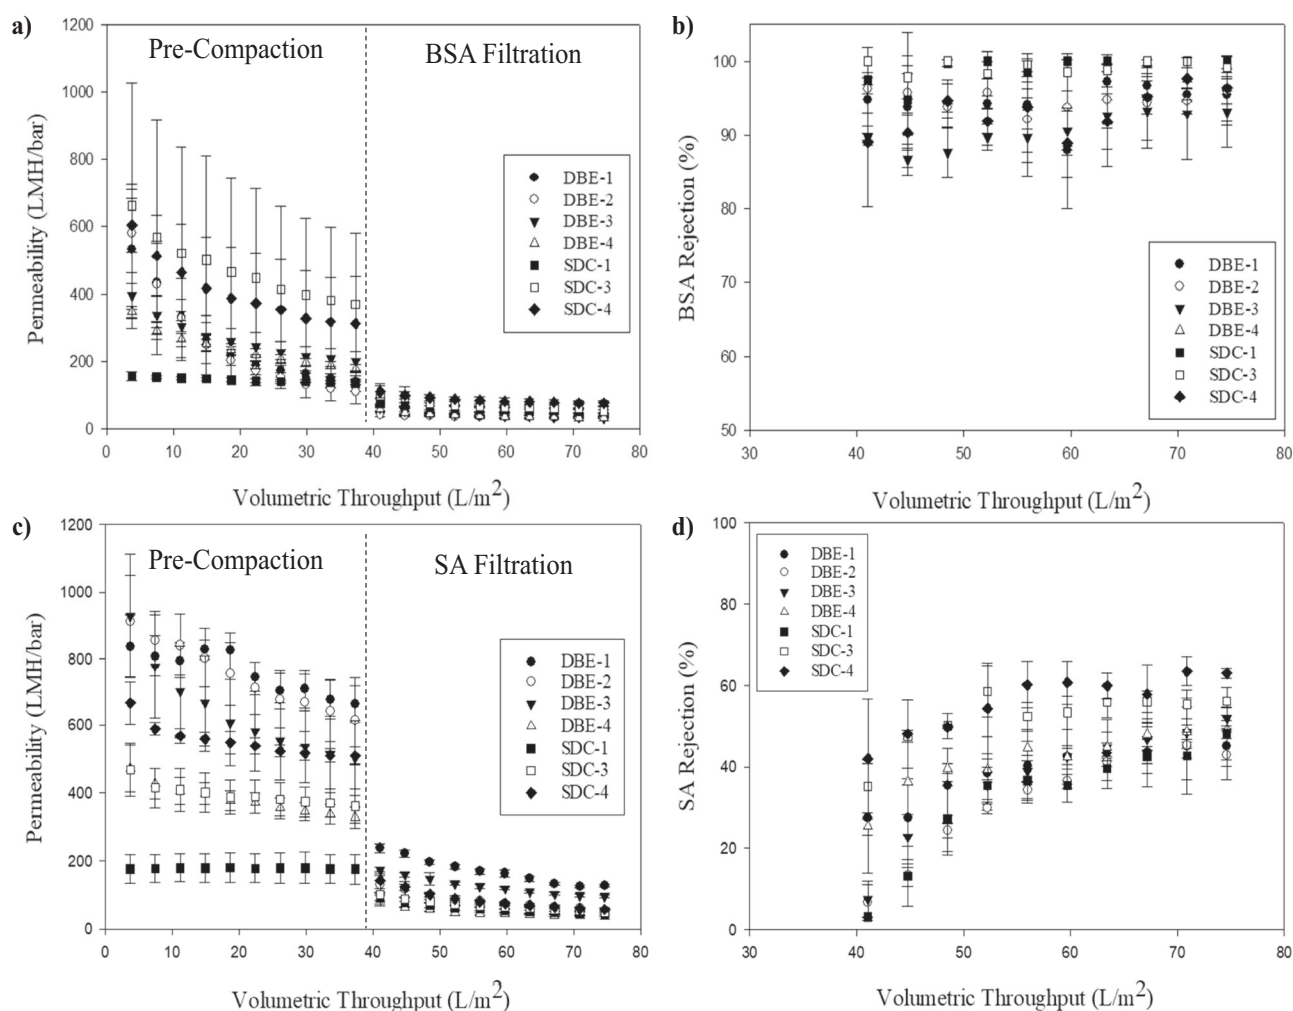 a)
Pre-Compaction
BSA Filtration
Permeability (LMH/bar)
1200
1000
800
600
400
200
0
DBE-1
DBE-2
DBE-3
DBE-4
SDC-1
SDC-3
SDC-4
0 10 20 30 40 50 60 70 80
Volumetric Throughput (L/m²)
b)
BSA Rejection (%)
100
90
80
70
60
50
DBE-1
DBE-2
DBE-3
DBE-4
SDC-1
SDC-3
SDC-4
30 40 50 60 70 80
Volumetric Throughput (L/m²)
c)
Pre-Compaction
SA Filtration
Permeability (LMH/bar)
1200
1000
800
600
400
200
0
DBE-1
DBE-2
DBE-3
DBE-4
SDC-1
SDC-3
SDC-4
0 10 20 30 40 50 60 70 80
Volumetric Throughput (L/m²)
d)
SA Rejection (%)
100
80
60
40
20
0
DBE-1
DBE-2
DBE-3
DBE-4
SDC-1
SDC-3
SDC-4
30 40 50 60 70 80
Volumetric Throughput (L/m²)